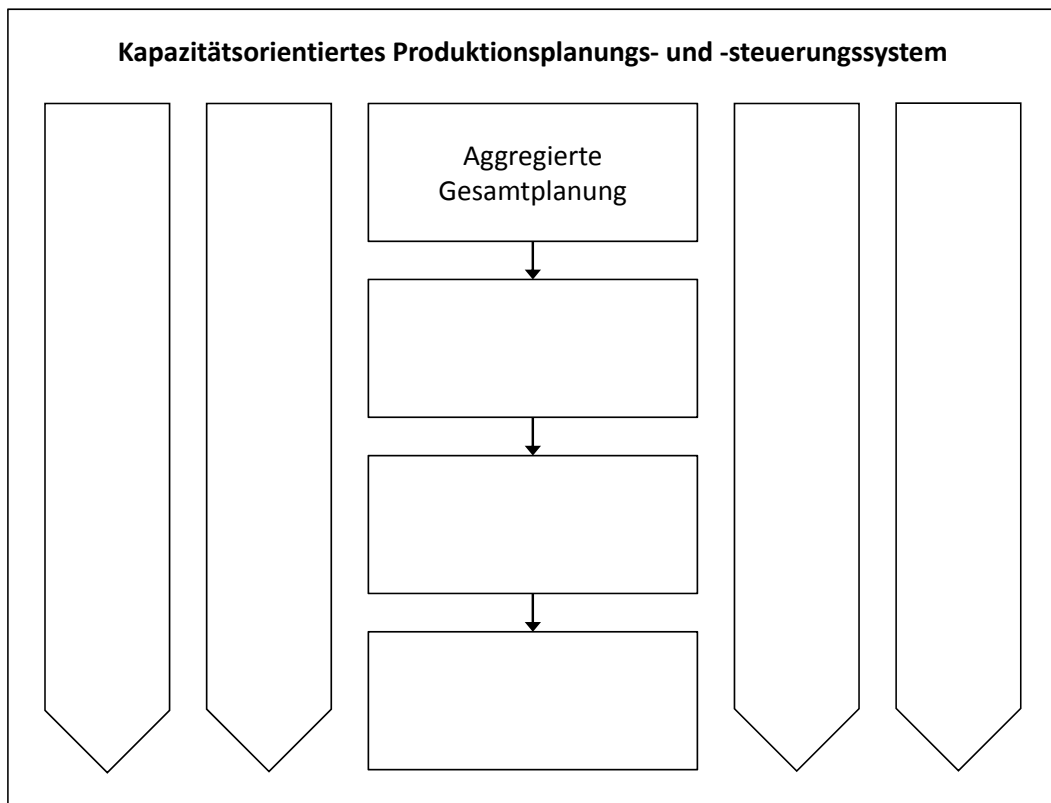 Kapazitätsorientiertes Produktionsplanungs- und -steuerungssystem
Aggregierte
Gesamtplanung